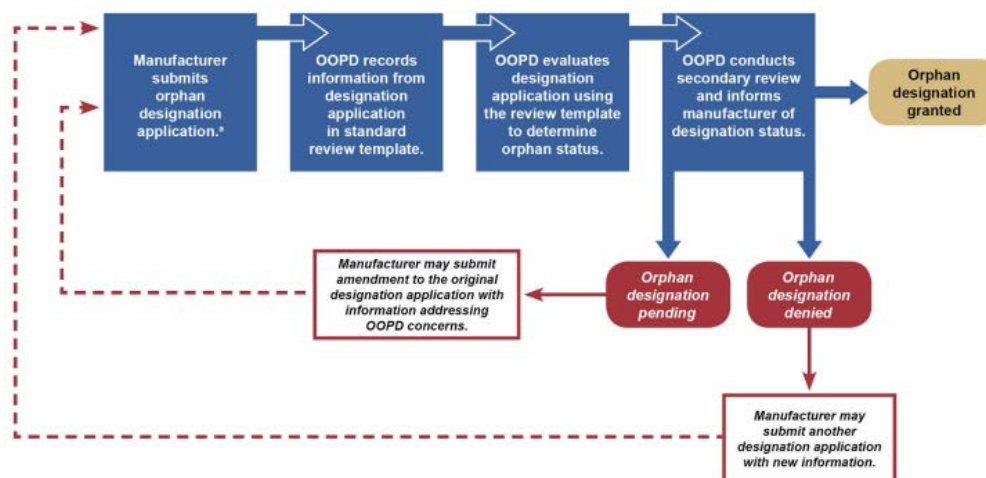 Manufacturer
submits
orphan
designation
application.ª
OOPD records
information from
designation
application
in standard
review template.
OOPD evaluates
designation
application using
the review template
to determine
orphan status.
OOPD conducts
secondary review
and informs
manufacturer of
designation status.
Orphan
designation
granted
Manufacturer may submit
amendment to the original
designation application with
information addressing
OOPD concerns.
Orphan
designation
pending
Orphan
designation
denied
Manufacturer may
submit another
designation application
with new information.